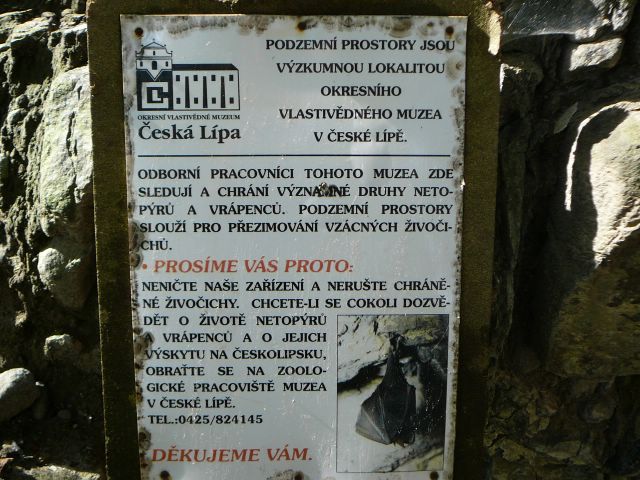 OKRESNÍ VLASTIVĚDNÉ MUZEUM
Česká Lípa
PODZEMNÍ PROSTORY JSOU
VÝZKUMNOU LOKALITOU
OKRESNÍHO
VLASTIVĚDNÉHO MUZEA
V ČESKÉ LÍPĚ.
ODBORNÍ PRACOVNÍCI TOHOTO MUZEA ZDE
SLEDUJÍ A CHRÁNÍ VÝZNAMNÉ DRUHY NETO-
PÝRŮ A VRÁPENCŮ. PODZEMNÍ PROSTORY
SLOUŽÍ PRO PŘEZIMOVÁNÍ VZÁCNÝCH ŽIVOČI-
CHŮ.
• PROSÍME VÁS PROTO:
NENIČTE NAŠE ZAŘÍZENÍ A NERUŠTE CHRÁNĚ-
NÉ ŽIVOČICHY. CHCETE-LI SE COKOLI DOZVĚ-
DĚT O ŽIVOTĚ NETOPÝRŮ
A VRÁPENCŮ A O JEJICH
VÝSKYTU NA ČESKOLIPSKU,
OBRAŤTE SE NA ZOOLO-
GICKÉ PRACOVIŠTĚ MUZEA
V ČESKÉ LÍPĚ.
TEL.:0425/824145
DĚKUJEME VÁM.